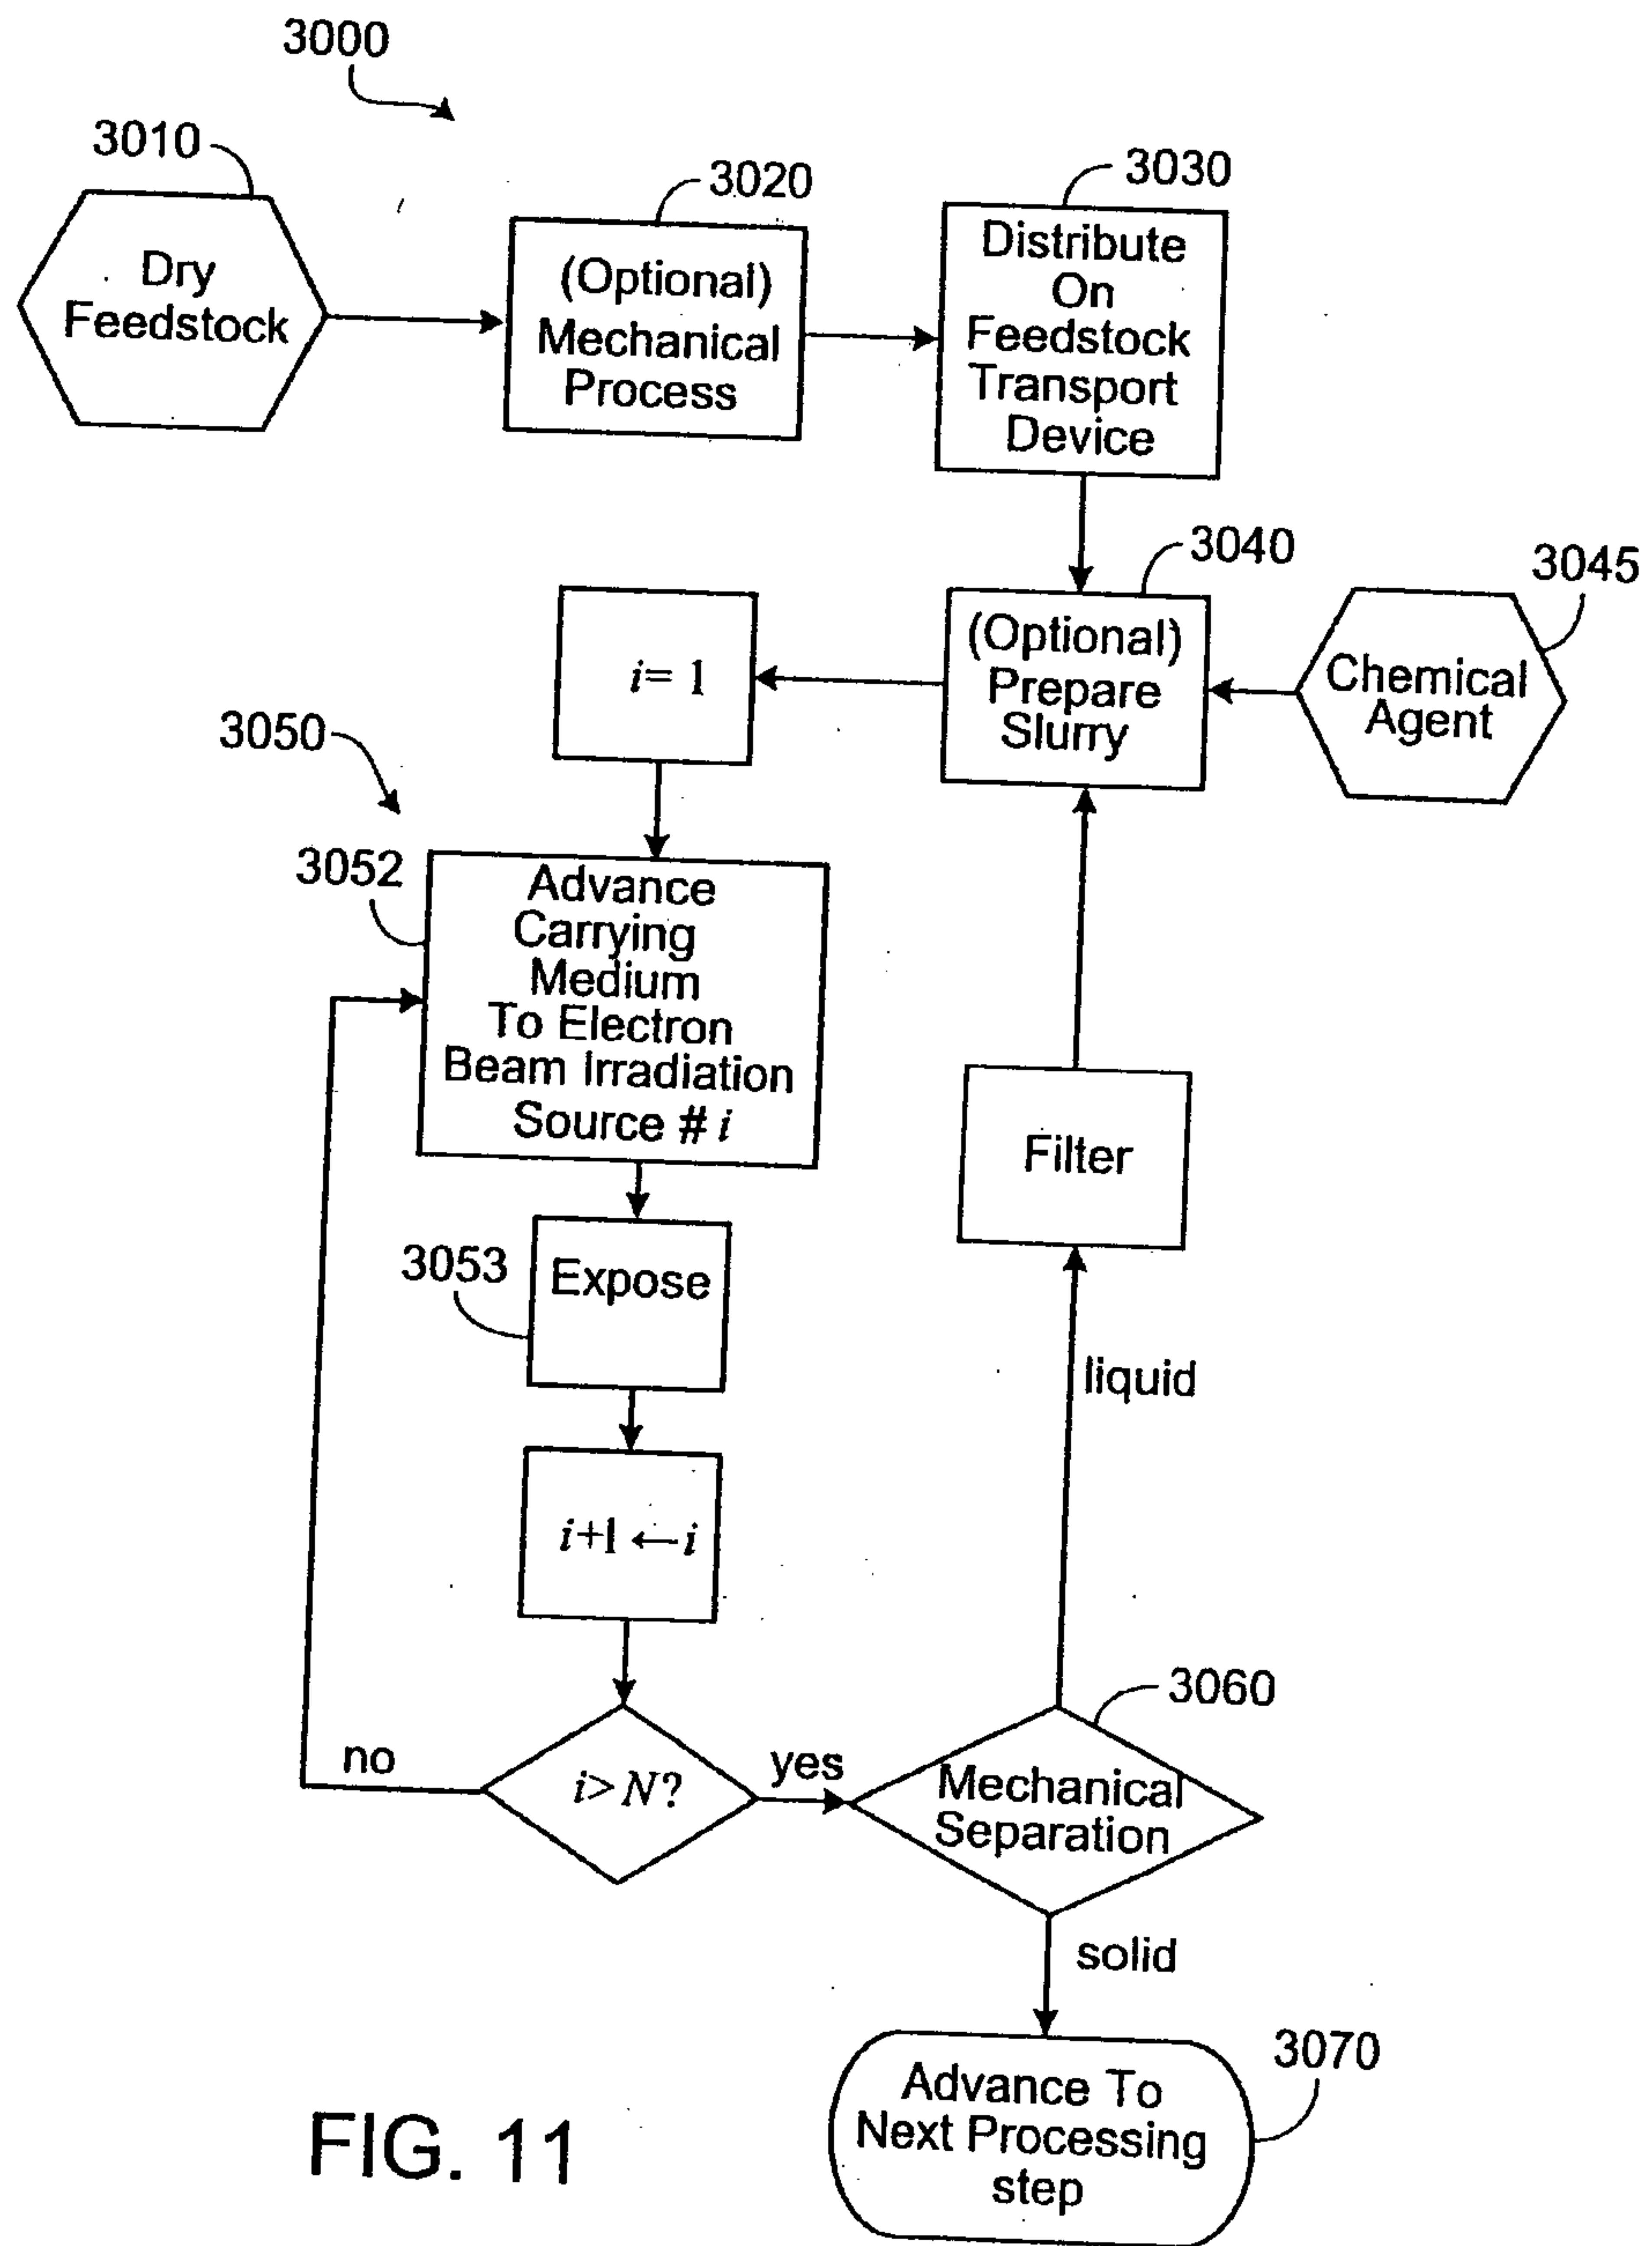 3000
3010
Dry
Feedstock
3020
(Optional)
Mechanical
Process
3030
Distribute
On
Feedstock
Transport
Device
3040
(Optional)
Prepare
Slurry
3045
Chemical
Agent
i= 1
3050
3052
Advance
Carrying
Medium
To Electron
Beam Irradiation
Source # i
3053
Expose
i+1 ←i
i>N?
no
yes
3060
Mechanical
Separation
liquid
Filter
solid
3070
Advance To
Next Processing
step
FIG. 11